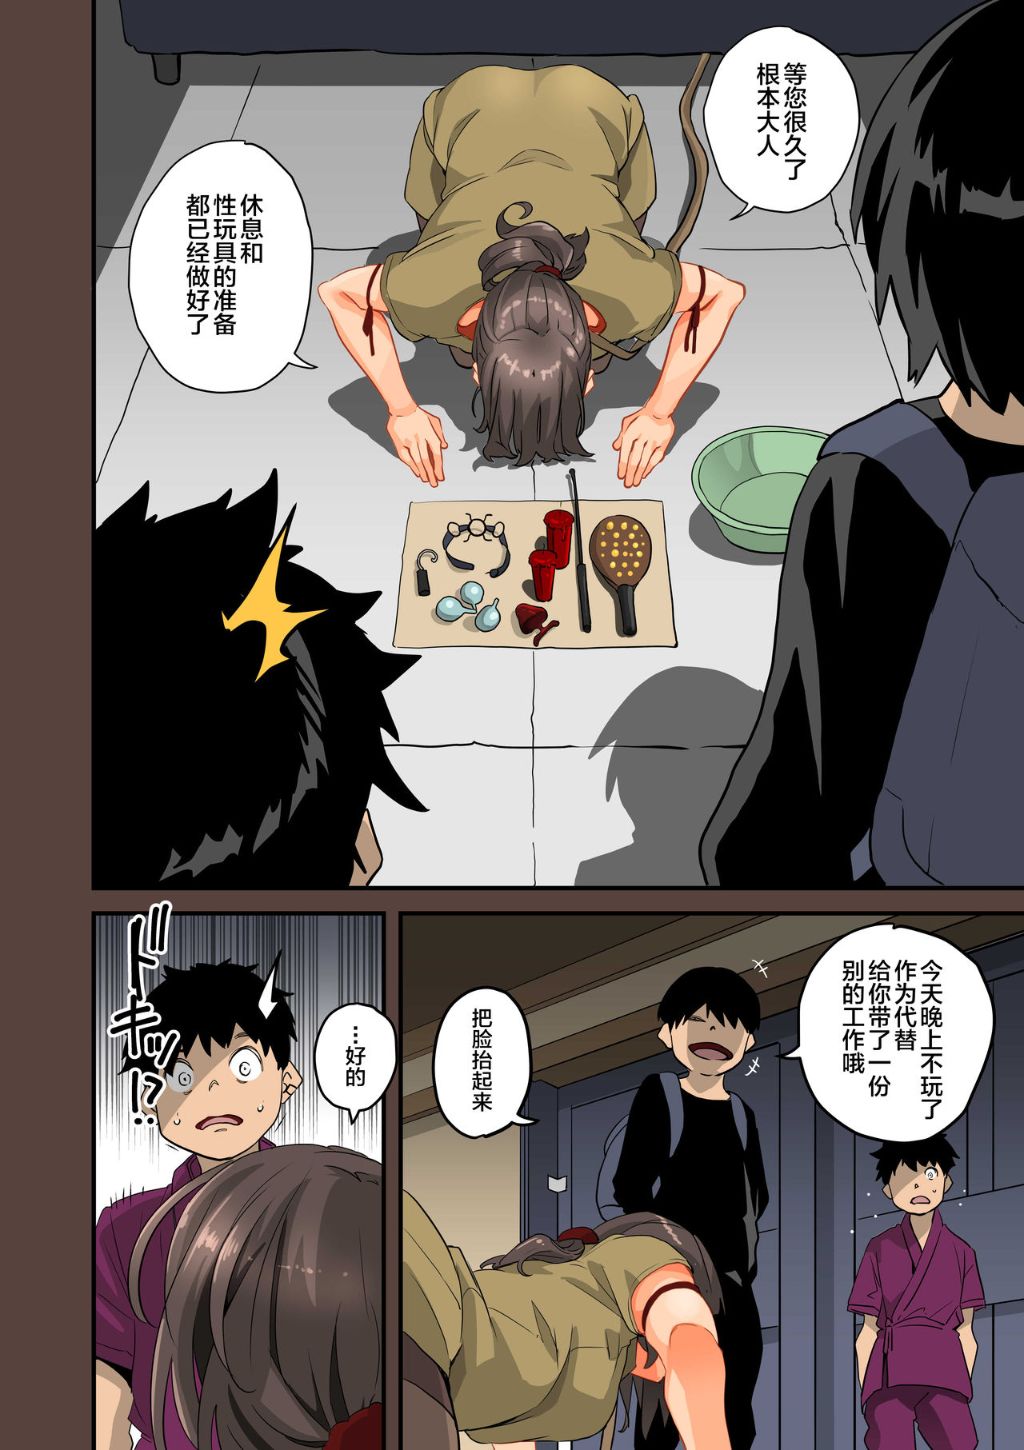 等您很久了
根本大人
休息和
性玩具的准备
都已经做好了
今天晚上不玩了
作为代替
给你带了一份
别的工作哦
把脸抬起来
…好的
ドキッ!?